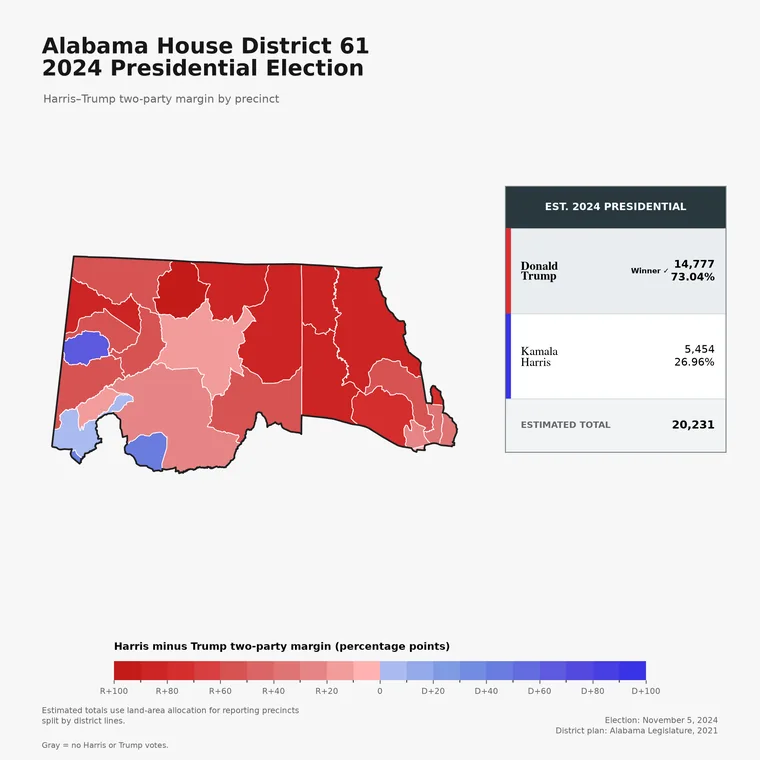 Alabama House District 61
2024 Presidential Election
Harris–Trump two-party margin by precinct
EST. 2024 PRESIDENTIAL
Donald
Trump
Winner ✓
14,777
73.04%
Kamala
Harris
5,454
26.96%
ESTIMATED TOTAL
20,231
Harris minus Trump two-party margin (percentage points)
R+100 R+80 R+60 R+40 R+20 0 D+20 D+40 D+60 D+80 D+100
Estimated totals use land-area allocation for reporting precincts
split by district lines.
Gray = no Harris or Trump votes.
Election: November 5, 2024
District plan: Alabama Legislature, 2021